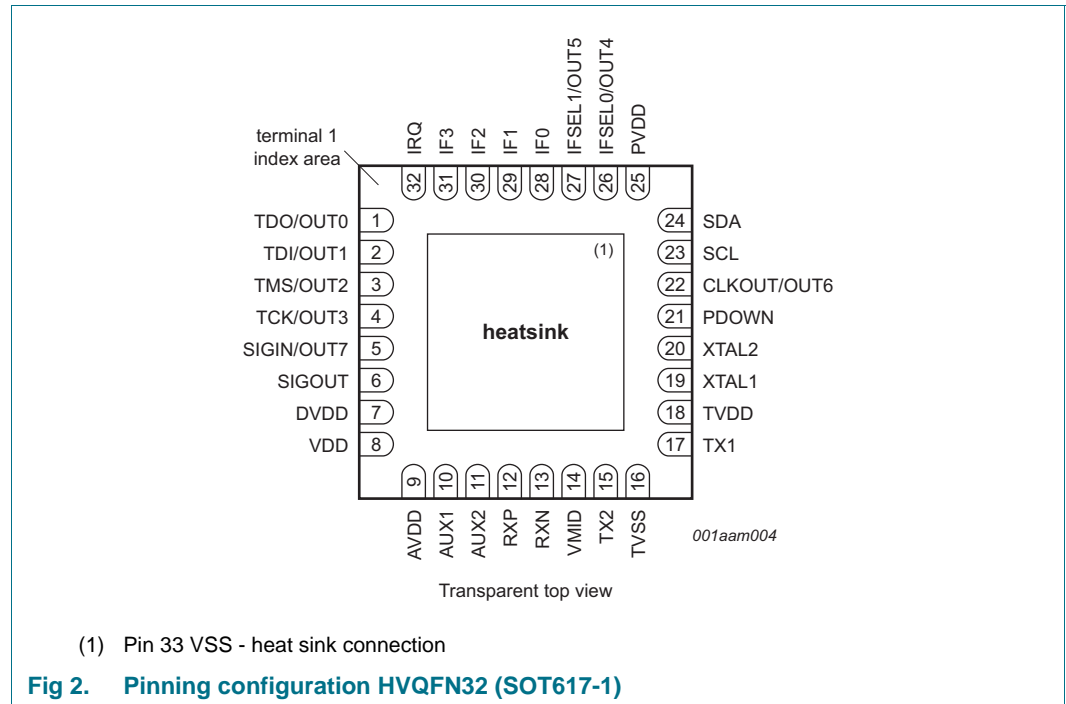 terminal 1
index area
IRQ
IF3
IF2
IF1
IF0
IFSEL1/OUT5
IFSEL0/OUT4
PVDD
32
31
30
29
28
27
26
25
TDO/OUT0 1
TDI/OUT1 2
TMS/OUT2 3
TCK/OUT3 4
SIGIN/OUT7 5
SIGOUT 6
DVDD 7
VDD 8
(1)
heatsink
24 SDA
23 SCL
22 CLKOUT/OUT6
21 PDOWN
20 XTAL2
19 XTAL1
18 TVDD
17 TX1
9
10
11
12
13
14
15
16
AVDD
AUX1
AUX2
RXP
RXN
VMID
TX2
TVSS
001aam004
Transparent top view
(1) Pin 33 VSS - heat sink connection
Fig 2. Pinning configuration HVQFN32 (SOT617-1)